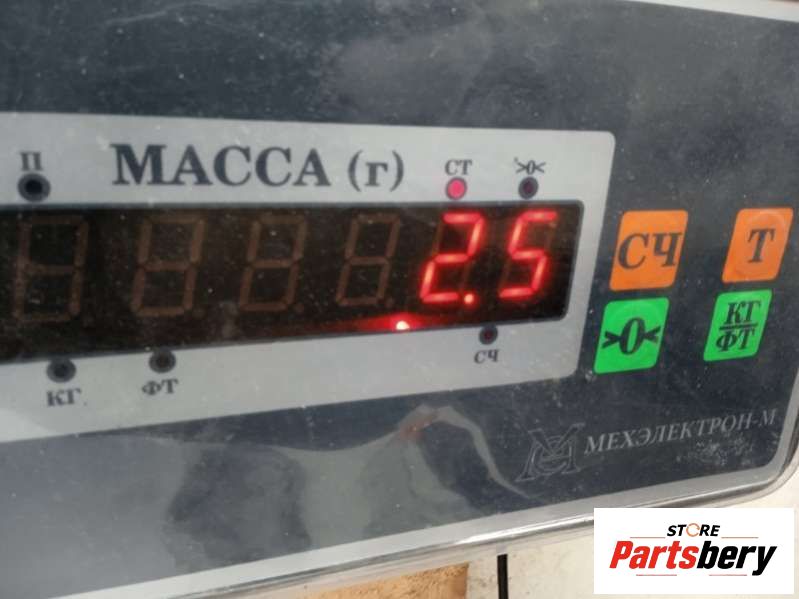 П
МАССА (г)
СТ
>0<
2.5
СЧ
Т
>0<
КГ
ФТ
КГ
ФТ
СЧ
МЕХЭЛЕКТРОН-М
STORE
Partsbery